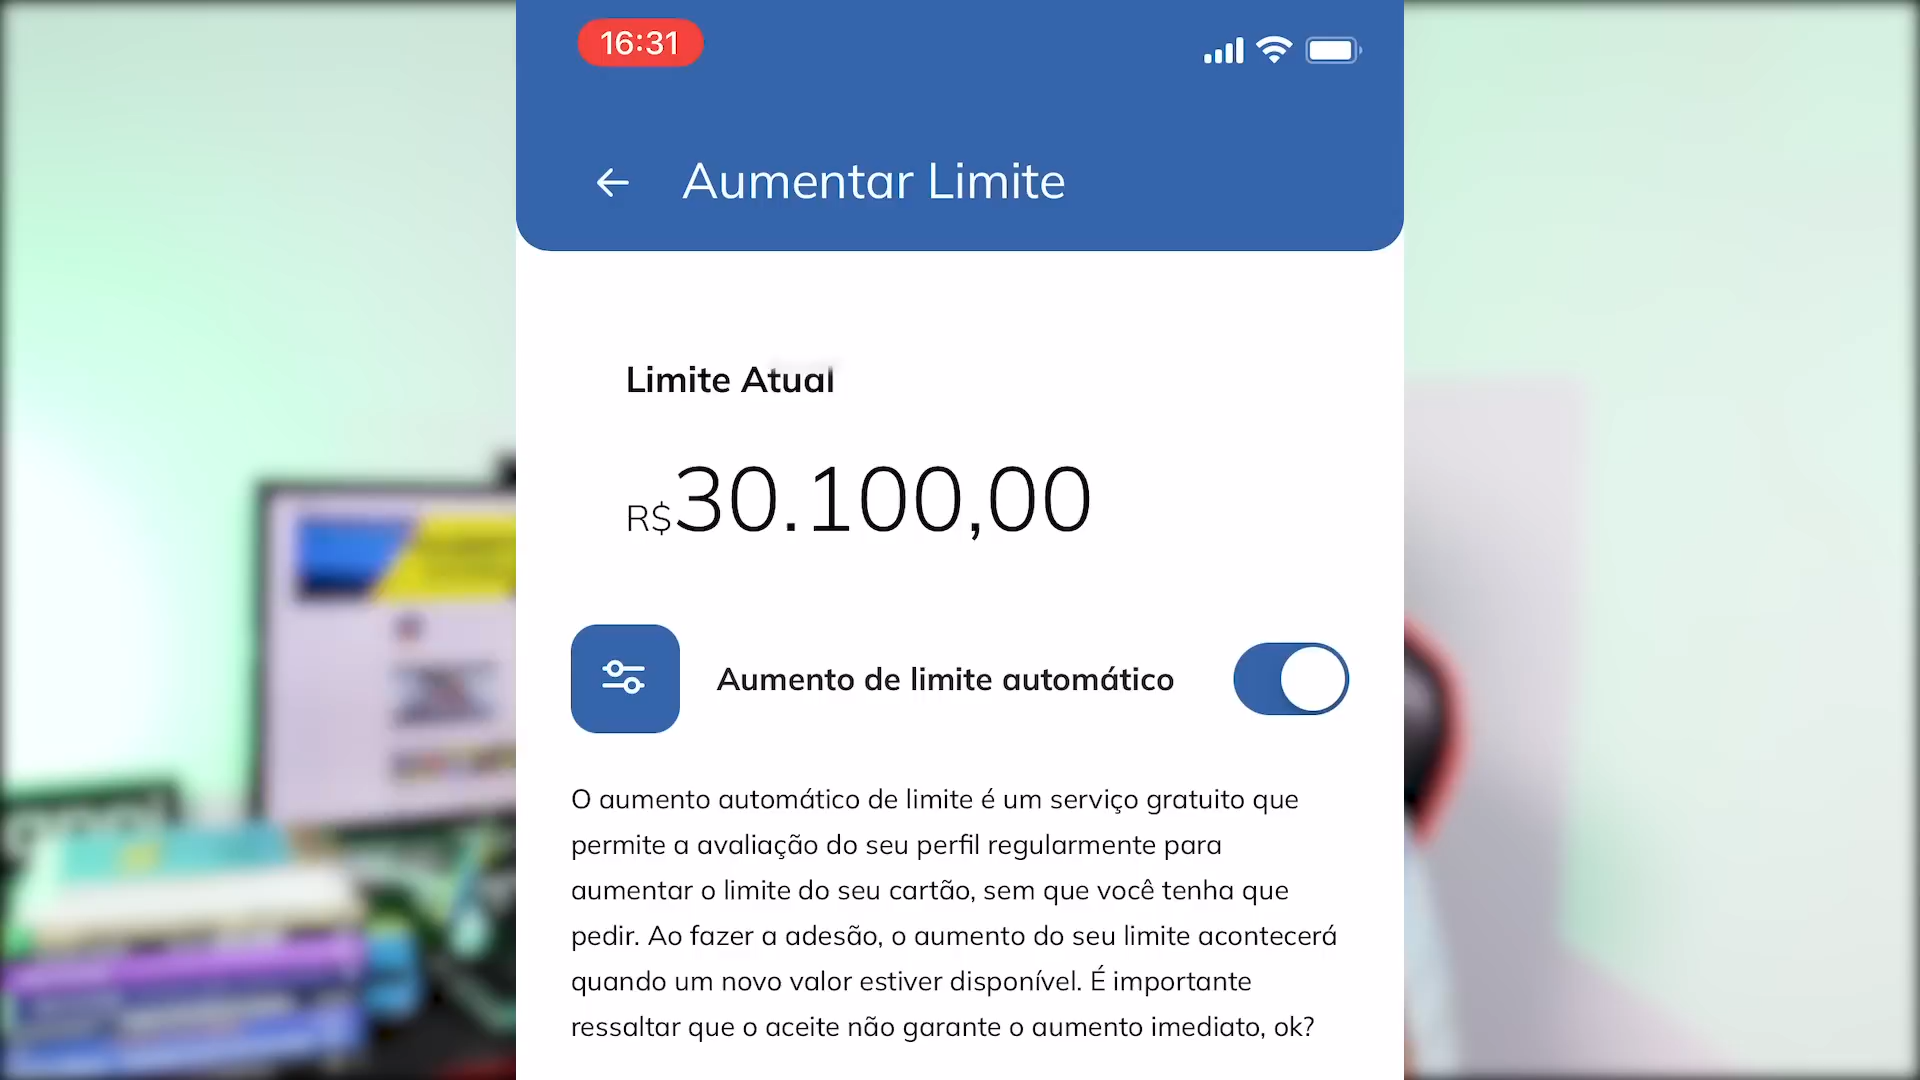 16:31
Aumentar Limite
Limite Atual
R$30.100,00
Aumento de limite automático
O aumento automático de limite é um serviço gratuito que
permite a avaliação do seu perfil regularmente para
aumentar o limite do seu cartão, sem que você tenha que
pedir. Ao fazer a adesão, o aumento do seu limite acontecerá
quando um novo valor estiver disponível. É importante
ressaltar que o aceite não garante o aumento imediato, ok?